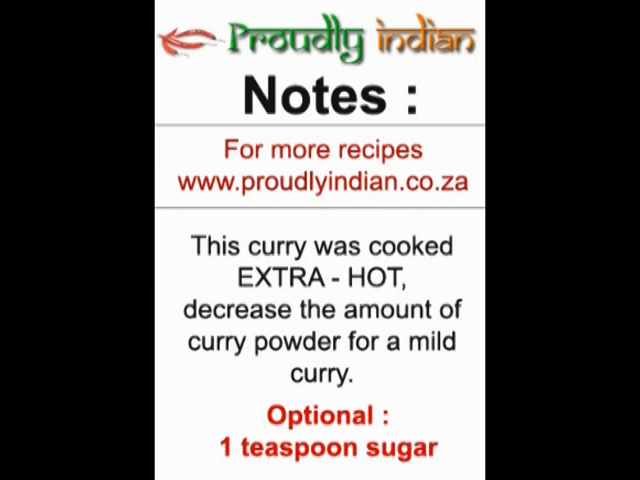 Proudly indian
Notes :
For more recipes
www.proudlyindian.co.za
This curry was cooked
EXTRA - HOT,
decrease the amount of
curry powder for a mild
curry.
Optional :
1 teaspoon sugar